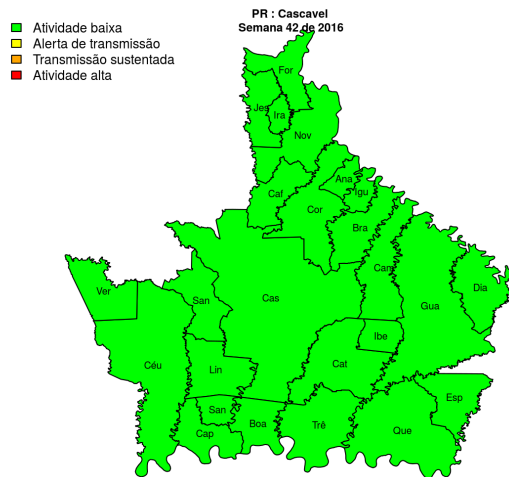 PR : Cascavel
Semana 42 de 2016
Atividade baixa
Alerta de transmissão
Transmissão sustentada
Atividade alta
For
Jes
Ira
Nov
Ana
Caf
Igu
Cor
Bra
Can
Ver
San
Cas
Dia
Gua
Ibe
Céu
Lin
Cat
Esp
San
Boa
Trê
Cap
Que